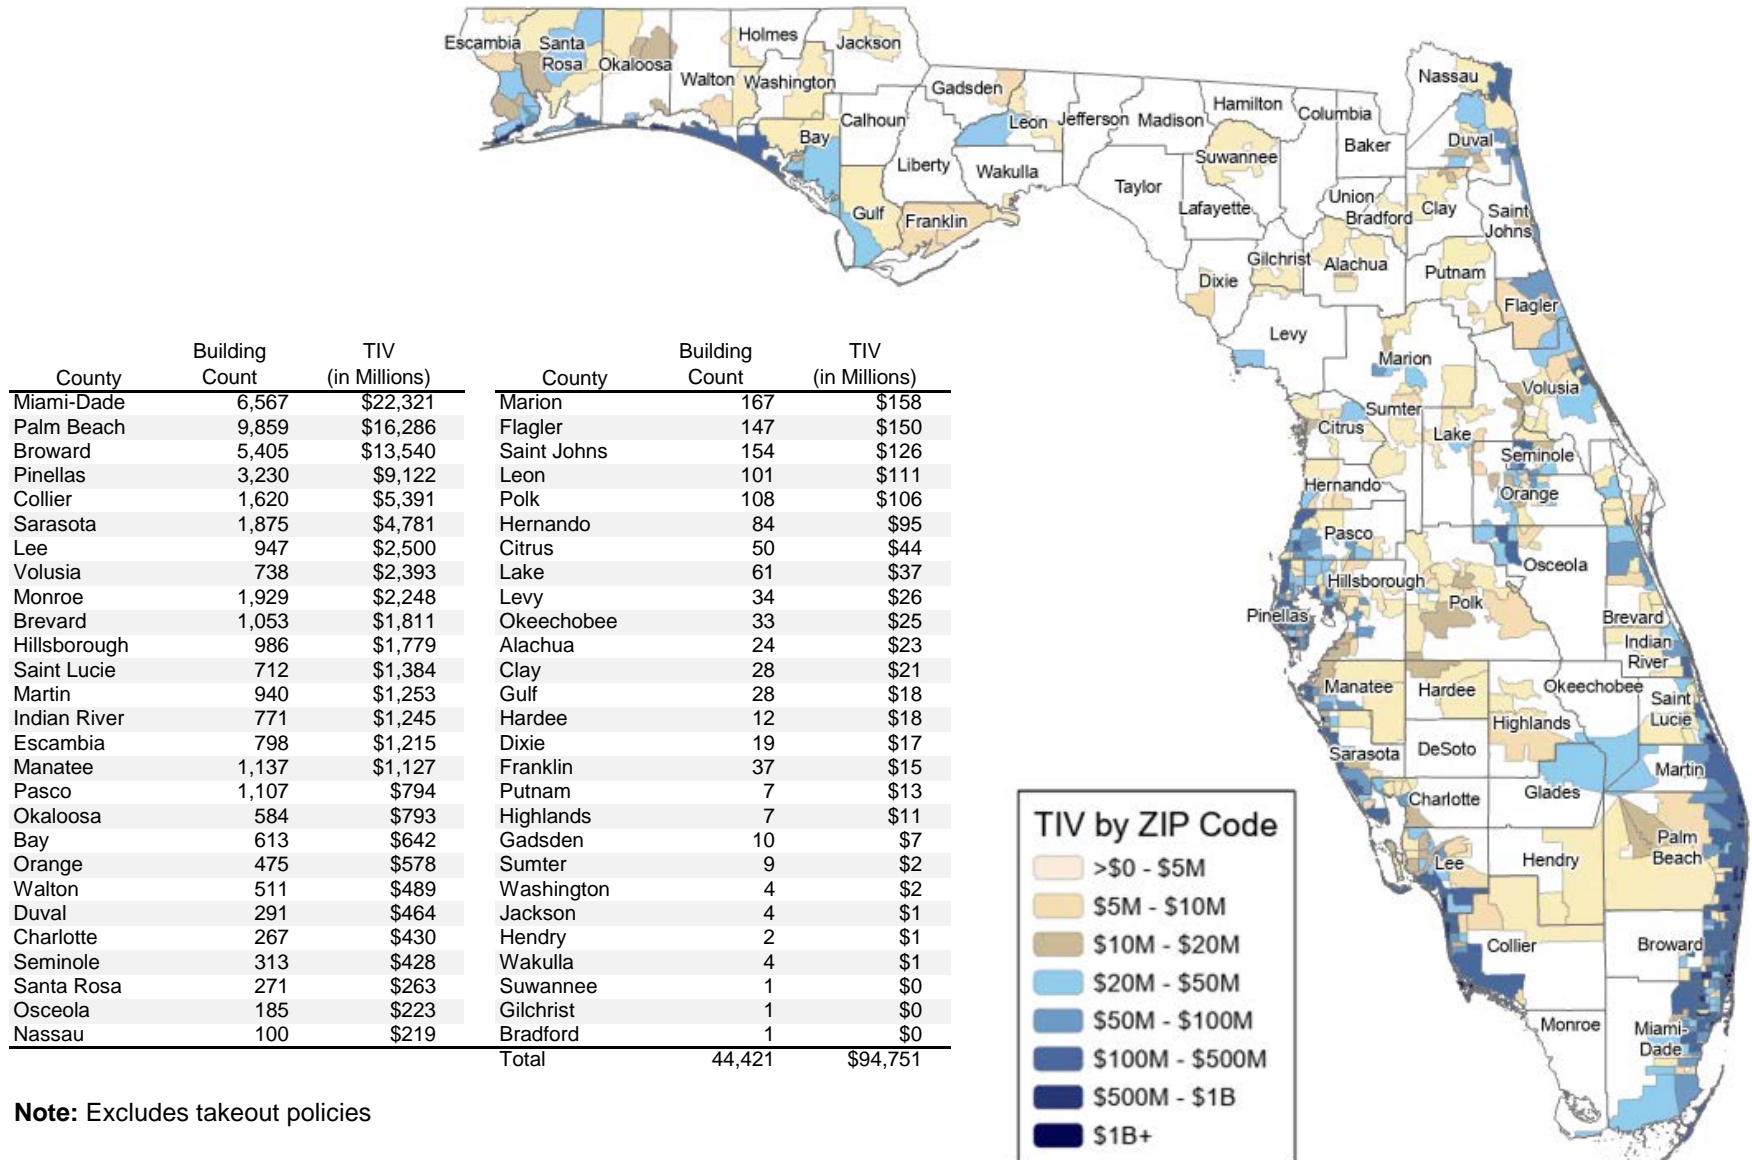 Building TIV
County Count (in Millions)
Miami-Dade 6,567 $22,321
Palm Beach 9,859 $16,286
Broward 5,405 $13,540
Pinellas 3,230 $9,122
Collier 1,620 $5,391
Sarasota 1,875 $4,781
Lee 947 $2,500
Volusia 738 $2,393
Monroe 1,929 $2,248
Brevard 1,053 $1,811
Hillsborough 986 $1,779
Saint Lucie 712 $1,384
Martin 940 $1,253
Indian River 771 $1,245
Escambia 798 $1,215
Manatee 1,137 $1,127
Pasco 1,107 $794
Okaloosa 584 $793
Bay 613 $642
Orange 475 $578
Walton 511 $489
Duval 291 $464
Charlotte 267 $430
Seminole 313 $428
Santa Rosa 271 $263
Osceola 185 $223
Nassau 100 $219
Building TIV
County Count (in Millions)
Marion 167 $158
Flagler 147 $150
Saint Johns 154 $126
Leon 101 $111
Polk 108 $106
Hernando 84 $95
Citrus 50 $44
Lake 61 $37
Levy 34 $26
Okeechobee 33 $25
Alachua 24 $23
Clay 28 $21
Gulf 28 $18
Hardee 12 $18
Dixie 19 $17
Franklin 37 $15
Putnam 7 $13
Highlands 7 $11
Gadsden 10 $7
Sumter 9 $2
Washington 4 $2
Jackson 4 $1
Hendry 2 $1
Wakulla 4 $1
Suwannee 1 $0
Gilchrist 1 $0
Bradford 1 $0
Total 44,421 $94,751
Note: Excludes takeout policies
Escambia
Santa
Rosa
Okaloosa
Walton
Holmes
Washington
Jackson
Bay
Calhoun
Gulf
Liberty
Franklin
Gadsden
Leon
Wakulla
Jefferson
Madison
Taylor
Hamilton
Suwannee
Lafayette
Columbia
Baker
Union
Bradford
Nassau
Duval
Clay
Saint
Johns
Dixie
Gilchrist
Alachua
Putnam
Flagler
Levy
Marion
Volusia
Citrus
Sumter
Lake
Seminole
Orange
Hernando
Pasco
Osceola
Hillsborough
Polk
Pinellas
Brevard
Indian
River
Manatee
Hardee
Okeechobee
Highlands
Saint
Lucie
Sarasota
DeSoto
Martin
Charlotte
Glades
Lee
Hendry
Palm
Beach
Collier
Broward
Monroe
Miami-
Dade
TIV by ZIP Code
>$0 - $5M
$5M - $10M
$10M - $20M
$20M - $50M
$50M - $100M
$100M - $500M
$500M - $1B
$1B+